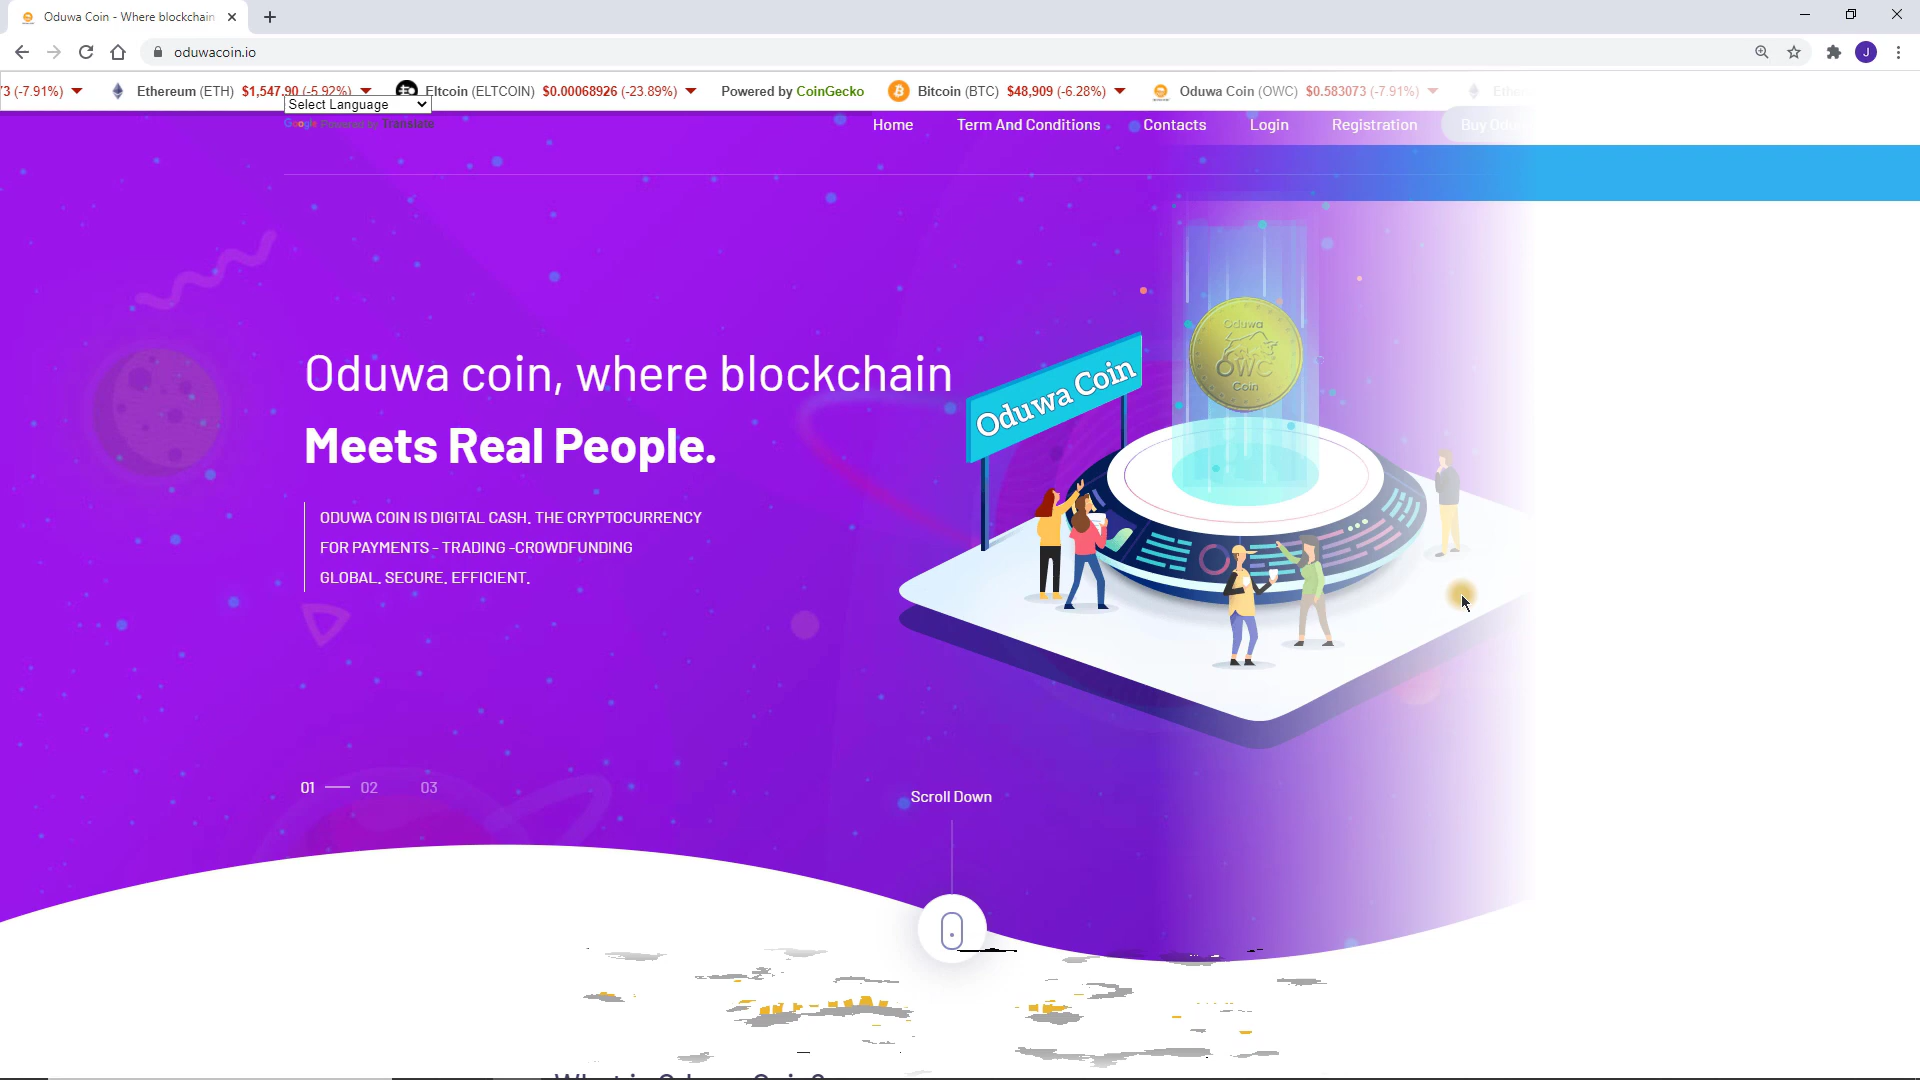 Oduwa Coin - Where blockchain
oduwacoin.io
J
3 (-7.91%) Ethereum (ETH) $1,547.90 (-5.92%) Eltcoin (ELTCOIN) $0.00068926 (-23.89%) Powered by CoinGecko Bitcoin (BTC) $48,909 (-6.28%) Oduwa Coin (OWC) $0.583073 (-7.91%)
Select Language
Google Powered by Translate
Home Term And Conditions Contacts Login Registration Buy
Oduwa coin, where blockchain
Meets Real People.
ODUWA COIN IS DIGITAL CASH. THE CRYPTOCURRENCY
FOR PAYMENTS - TRADING -CROWDFUNDING
GLOBAL. SECURE. EFFICIENT.
Oduwa Coin
Oduwa
OWC
Coin
01 02 03
Scroll Down